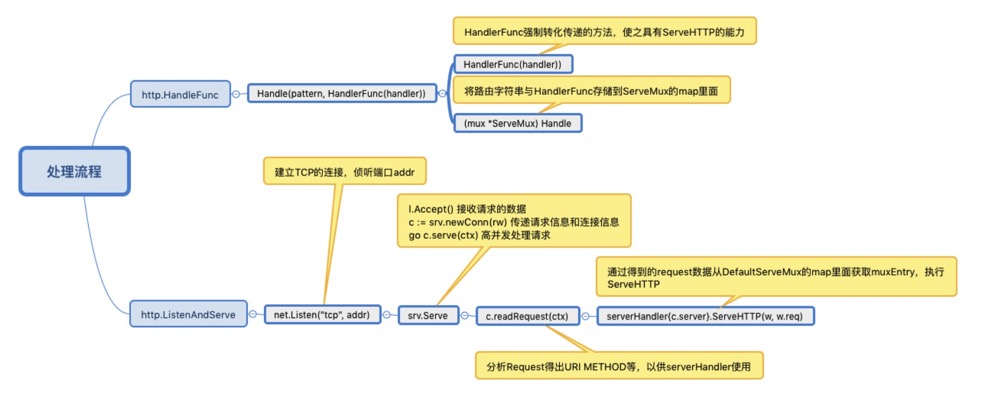 HandlerFunc强制转化传递的方法，使之具有ServeHTTP的能力
HandlerFunc(handler))
http.HandleFunc
Handle(pattern, HandlerFunc(handler))
将路由字符串与HandlerFunc存储到ServeMux的map里面
(mux *ServeMux) Handle
处理流程
建立TCP的连接，侦听端口addr
l.Accept() 接收请求的数据
c := srv.newConn(rw) 传递请求信息和连接信息
go c.serve(ctx) 高并发处理请求
通过得到的request数据从DefaultServeMux的map里面获取muxEntry，执行
ServeHTTP
http.ListenAndServe
net.Listen("tcp", addr)
srv.Serve
c.readRequest(ctx)
serverHandler{c.server}.ServeHTTP(w, w.req)
分析Request得出URI METHOD等，以供serverHandler使用